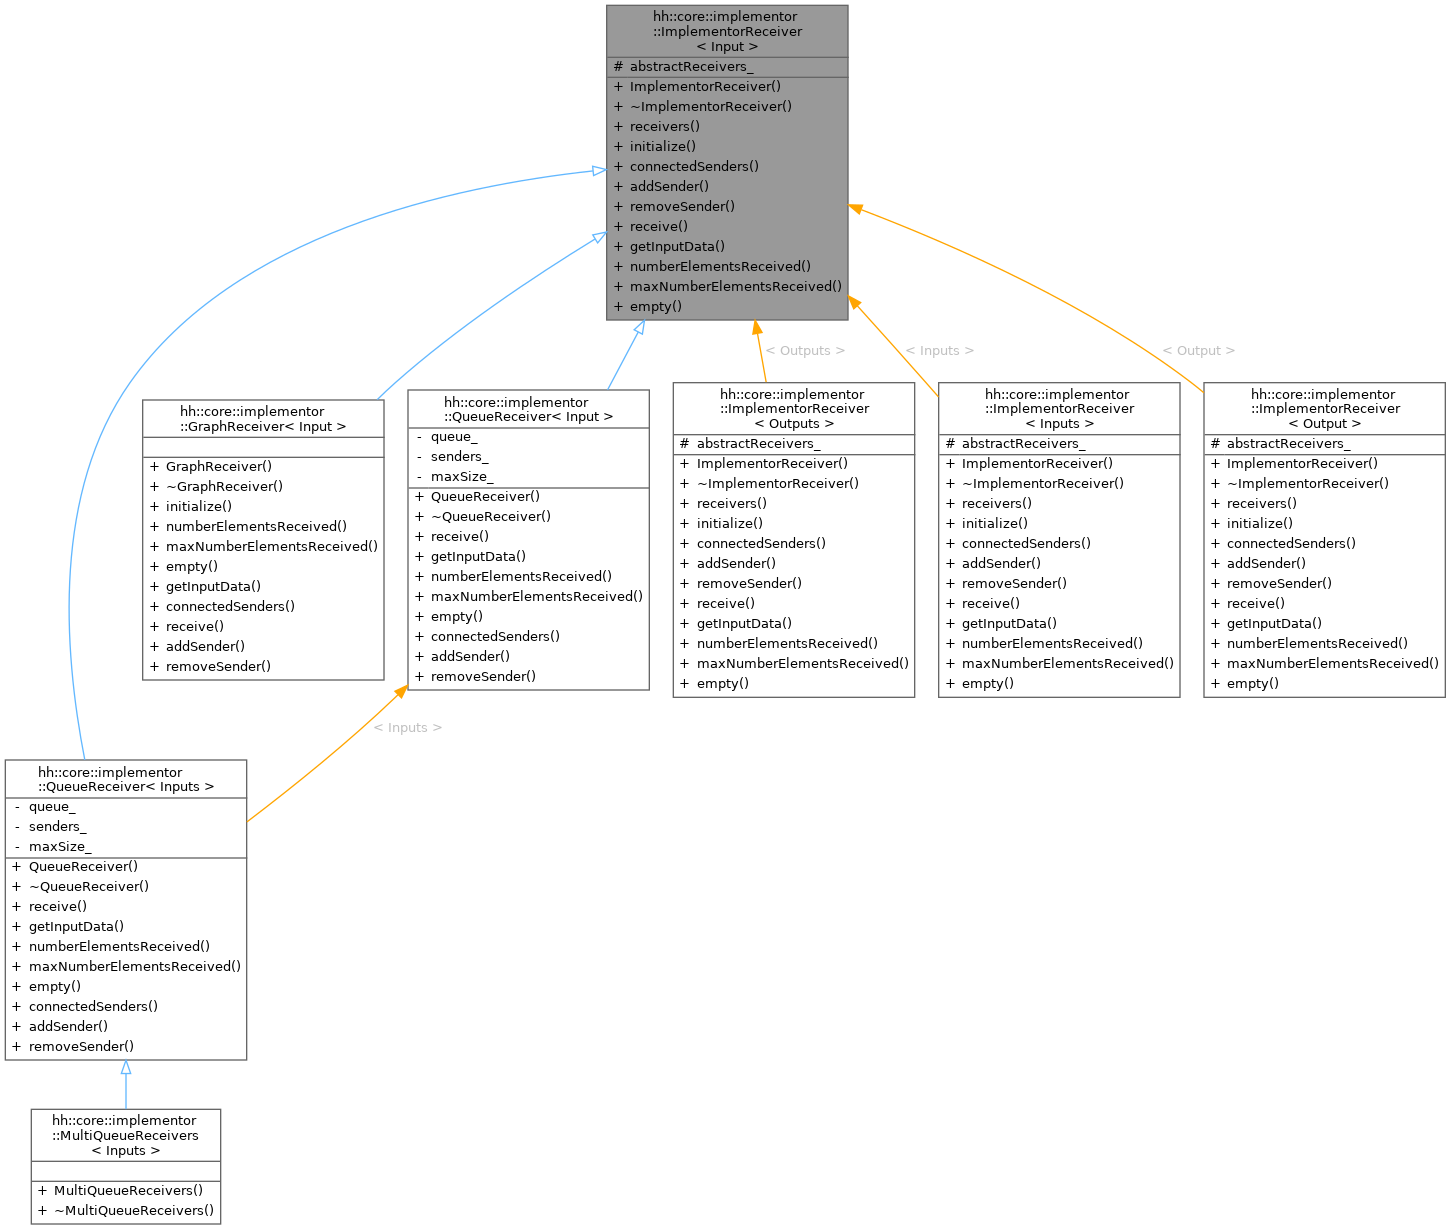 hh::core::implementor
::ImplementorReceiver
< Input >
# abstractReceivers_
+ ImplementorReceiver()
+ ~ImplementorReceiver()
+ receivers()
+ initialize()
+ connectedSenders()
+ addSender()
+ removeSender()
+ receive()
+ getInputData()
+ numberElementsReceived()
+ maxNumberElementsReceived()
+ empty()
< Outputs >
< Inputs >
< Output >
hh::core::implementor
::GraphReceiver< Input >
+ GraphReceiver()
+ ~GraphReceiver()
+ initialize()
+ numberElementsReceived()
+ maxNumberElementsReceived()
+ empty()
+ getInputData()
+ connectedSenders()
+ receive()
+ addSender()
+ removeSender()
hh::core::implementor
::QueueReceiver< Input >
- queue_
- senders_
- maxSize_
+ QueueReceiver()
+ ~QueueReceiver()
+ receive()
+ getInputData()
+ numberElementsReceived()
+ maxNumberElementsReceived()
+ empty()
+ connectedSenders()
+ addSender()
+ removeSender()
hh::core::implementor
::ImplementorReceiver
< Outputs >
# abstractReceivers_
+ ImplementorReceiver()
+ ~ImplementorReceiver()
+ receivers()
+ initialize()
+ connectedSenders()
+ addSender()
+ removeSender()
+ receive()
+ getInputData()
+ numberElementsReceived()
+ maxNumberElementsReceived()
+ empty()
hh::core::implementor
::ImplementorReceiver
< Inputs >
# abstractReceivers_
+ ImplementorReceiver()
+ ~ImplementorReceiver()
+ receivers()
+ initialize()
+ connectedSenders()
+ addSender()
+ removeSender()
+ receive()
+ getInputData()
+ numberElementsReceived()
+ maxNumberElementsReceived()
+ empty()
hh::core::implementor
::ImplementorReceiver
< Output >
# abstractReceivers_
+ ImplementorReceiver()
+ ~ImplementorReceiver()
+ receivers()
+ initialize()
+ connectedSenders()
+ addSender()
+ removeSender()
+ receive()
+ getInputData()
+ numberElementsReceived()
+ maxNumberElementsReceived()
+ empty()
< Inputs >
hh::core::implementor
::QueueReceiver< Inputs >
- queue_
- senders_
- maxSize_
+ QueueReceiver()
+ ~QueueReceiver()
+ receive()
+ getInputData()
+ numberElementsReceived()
+ maxNumberElementsReceived()
+ empty()
+ connectedSenders()
+ addSender()
+ removeSender()
hh::core::implementor
::MultiQueueReceivers
< Inputs >
+ MultiQueueReceivers()
+ ~MultiQueueReceivers()